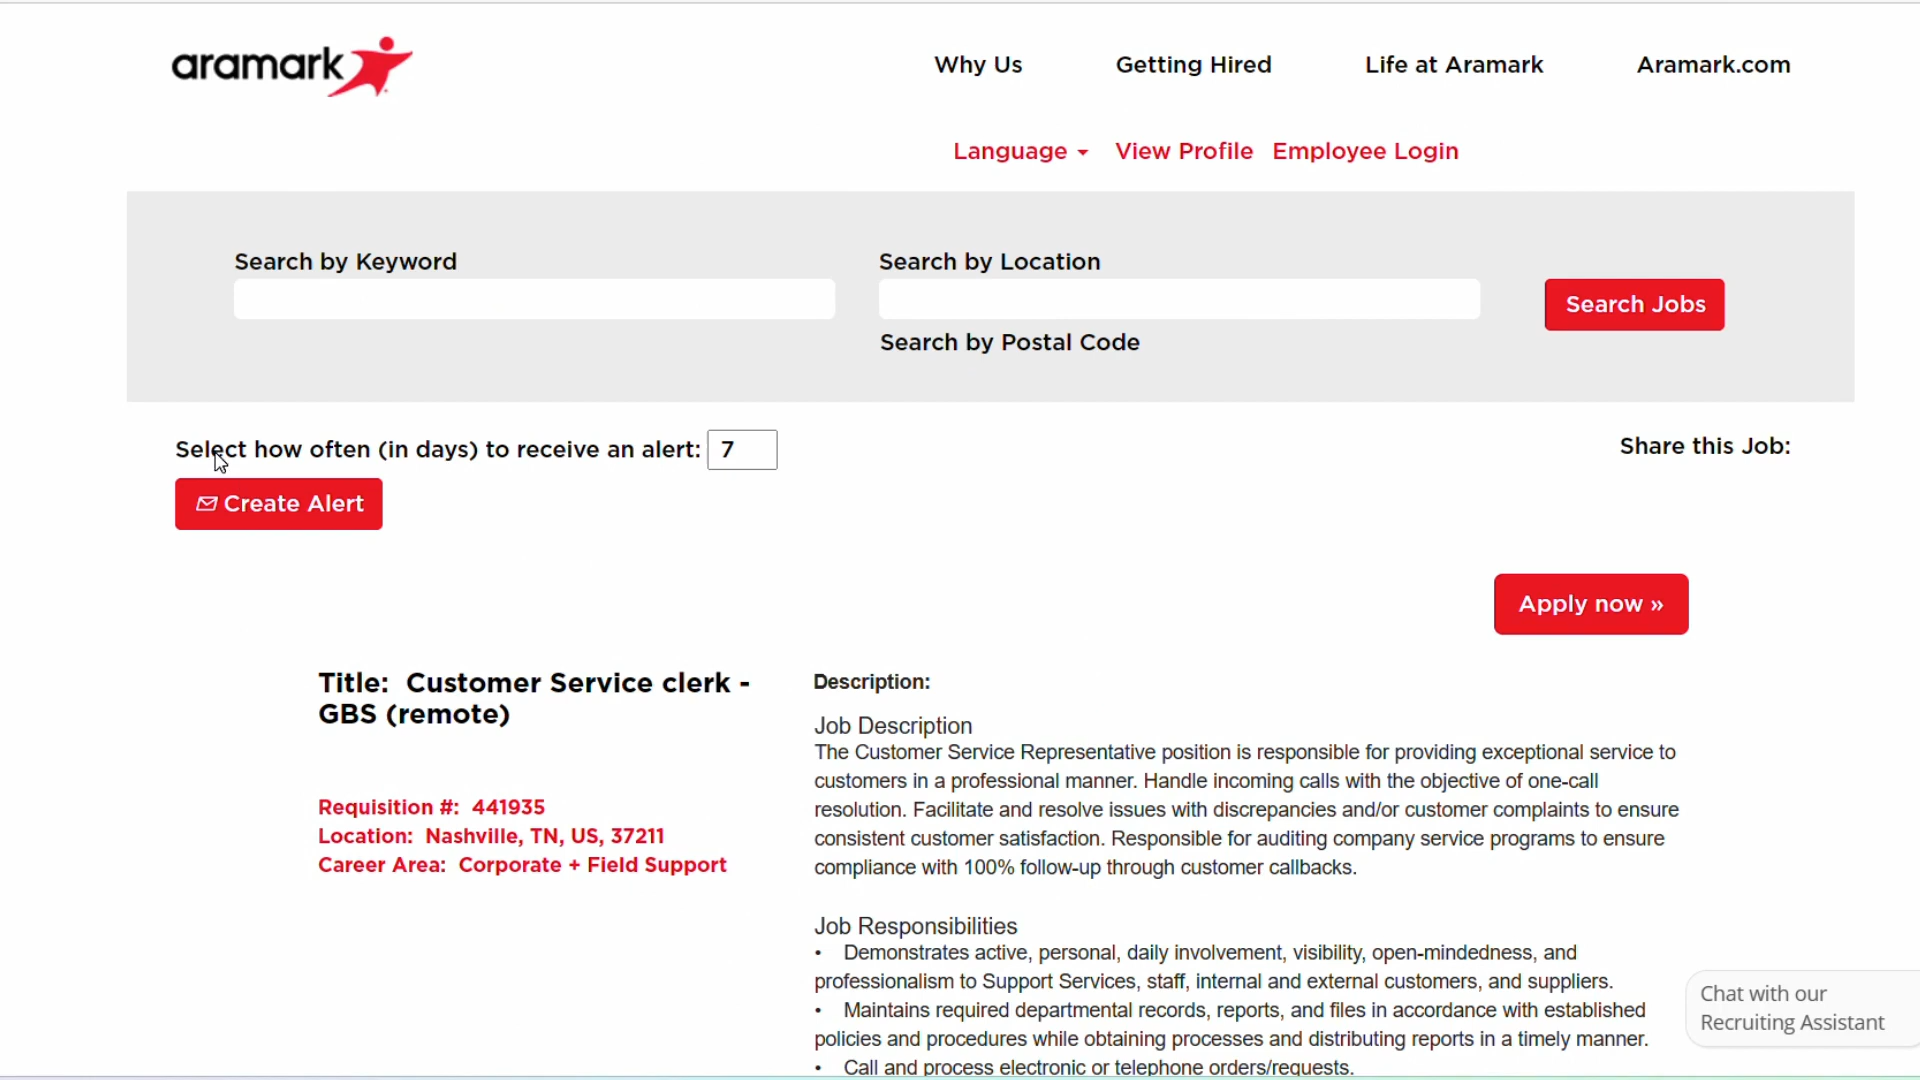 aramark
Why Us
Getting Hired
Life at Aramark
Aramark.com
Language
View Profile
Employee Login
Search by Keyword
Search by Location
Search Jobs
Search by Postal Code
Select how often (in days) to receive an alert: 7
Share this Job:
Create Alert
Apply now »
Title: Customer Service clerk -
GBS (remote)
Requisition #: 441935
Location: Nashville, TN, US, 37211
Career Area: Corporate + Field Support
Description:
Job Description
The Customer Service Representative position is responsible for providing exceptional service to
customers in a professional manner. Handle incoming calls with the objective of one-call
resolution. Facilitate and resolve issues with discrepancies and/or customer complaints to ensure
consistent customer satisfaction. Responsible for auditing company service programs to ensure
compliance with 100% follow-up through customer callbacks.
Job Responsibilities
• Demonstrates active, personal, daily involvement, visibility, open-mindedness, and
professionalism to Support Services, staff, internal and external customers, and suppliers.
• Maintains required departmental records, reports, and files in accordance with established
policies and procedures while obtaining processes and distributing reports in a timely manner.
• Call and process electronic or telephone orders/requests.
Chat with our
Recruiting Assistant